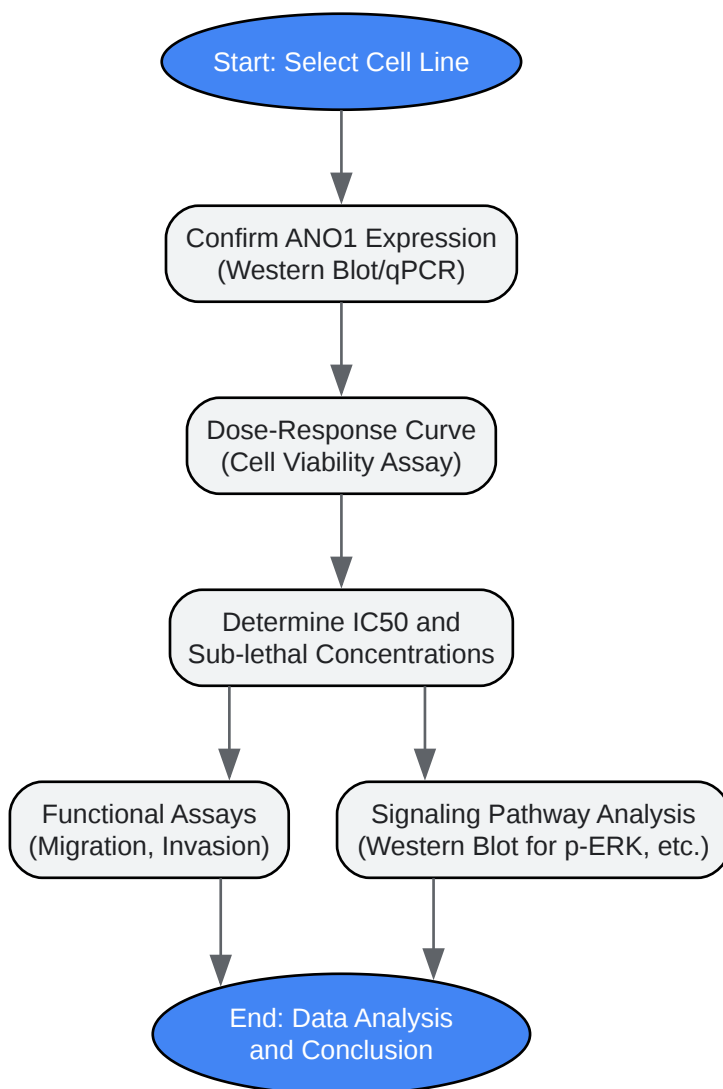 Start: Select Cell Line
Confirm ANO1 Expression
(Western Blot/qPCR)
Dose-Response Curve
(Cell Viability Assay)
Determine IC50 and
Sub-lethal Concentrations
Functional Assays
(Migration, Invasion)
Signaling Pathway Analysis
(Western Blot for p-ERK, etc.)
End: Data Analysis
and Conclusion